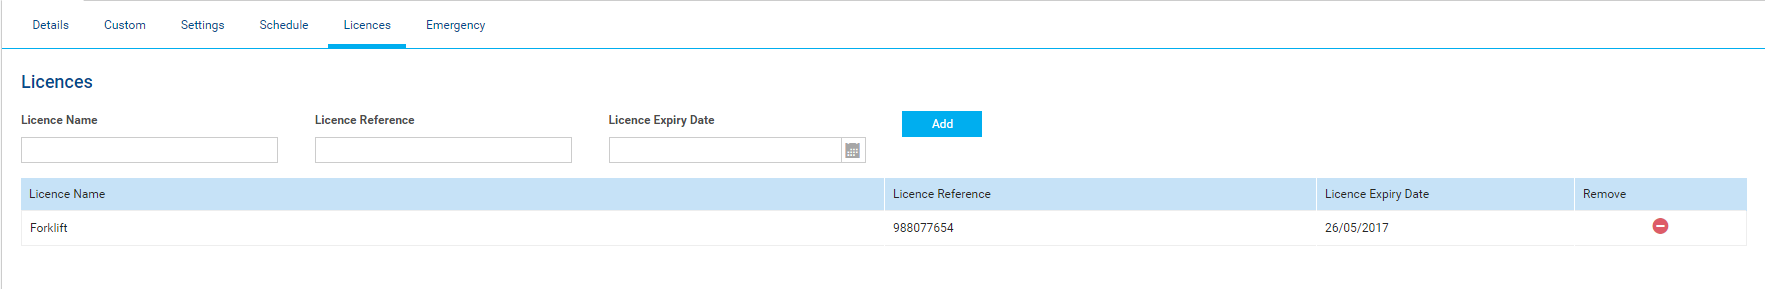 Details Custom Settings Schedule Licences Emergency
Licences
Licence Name Licence Reference Licence Expiry Date Add
Licence Name Licence Reference Licence Expiry Date Remove
Forklift 988077654 26/05/2017